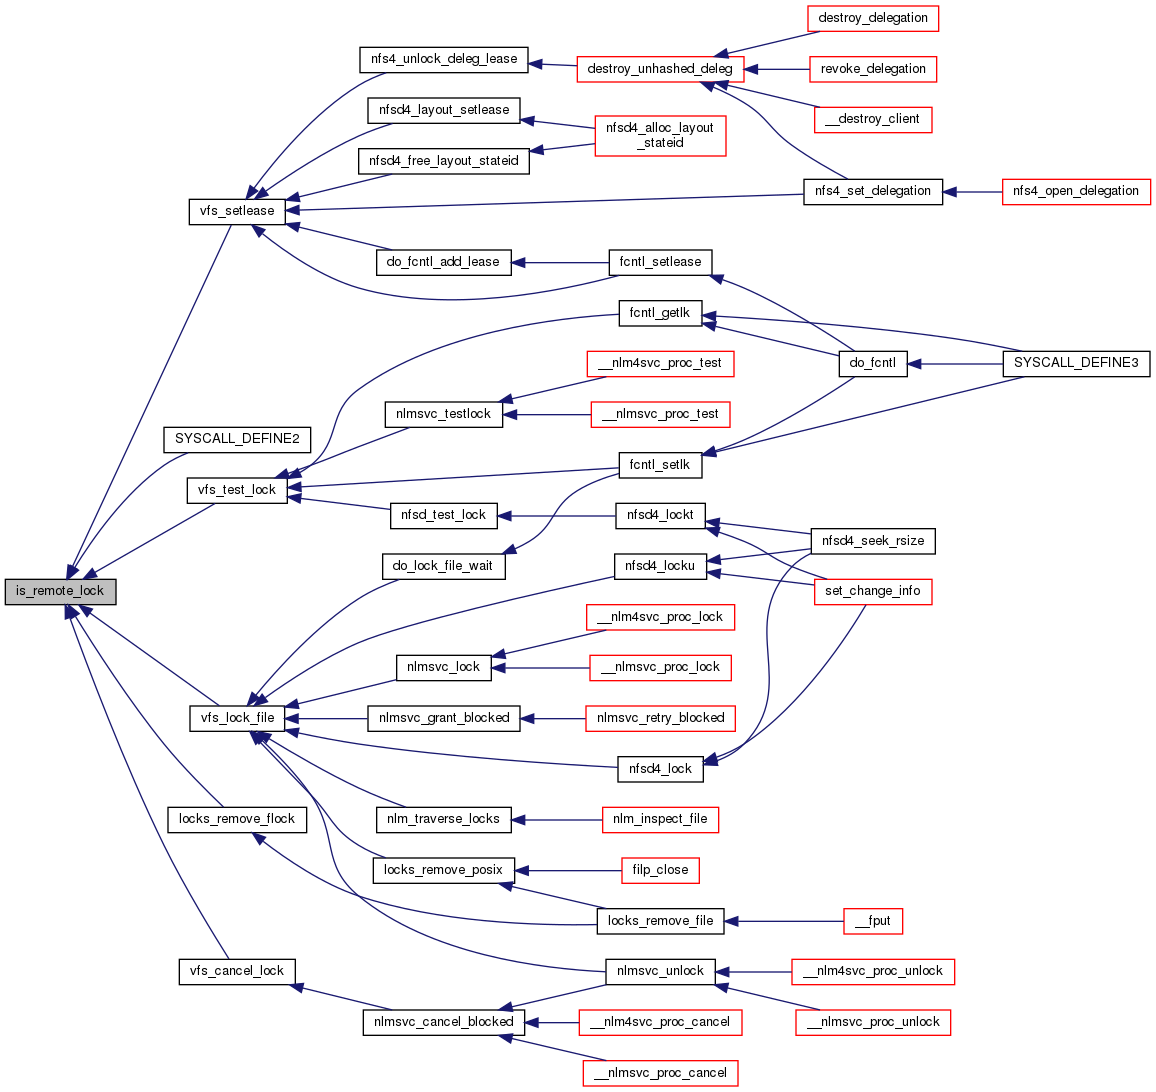 destroy_delegation
nfs4_unlock_deleg_lease
destroy_unhashed_deleg
revoke_delegation
nfsd4_layout_setlease
__destroy_client
nfsd4_alloc_layout
_stateid
nfsd4_free_layout_stateid
nfs4_set_delegation
nfs4_open_delegation
vfs_setlease
do_fcntl_add_lease
fcntl_setlease
fcntl_getlk
__nlm4svc_proc_test
do_fcntl
SYSCALL_DEFINE3
nlmsvc_testlock
__nlmsvc_proc_test
SYSCALL_DEFINE2
fcntl_setlk
vfs_test_lock
nfsd_test_lock
nfsd4_lockt
nfsd4_seek_rsize
do_lock_file_wait
nfsd4_locku
is_remote_lock
set_change_info
__nlm4svc_proc_lock
nlmsvc_lock
__nlmsvc_proc_lock
vfs_lock_file
nlmsvc_grant_blocked
nlmsvc_retry_blocked
nfsd4_lock
locks_remove_flock
nlm_traverse_locks
nlm_inspect_file
locks_remove_posix
filp_close
locks_remove_file
__fput
vfs_cancel_lock
nlmsvc_unlock
__nlm4svc_proc_unlock
nlmsvc_cancel_blocked
__nlm4svc_proc_cancel
__nlmsvc_proc_unlock
__nlmsvc_proc_cancel